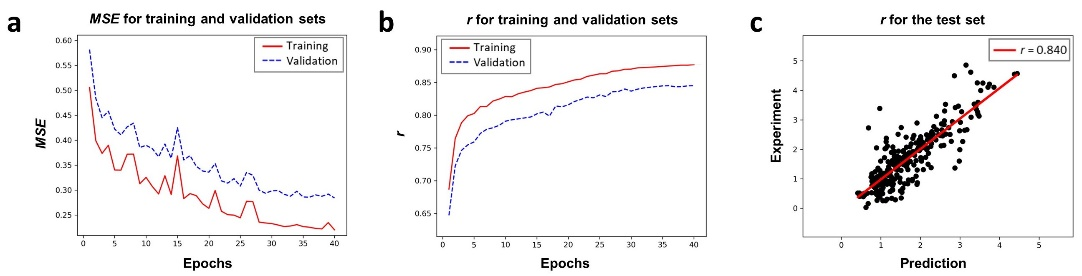 a
MSE for training and validation sets
0.60
0.55
0.50
0.45
0.40
0.35
0.30
0.25
MSE
0 5 10 15 20 25 30 35 40
Epochs
Training
Validation
b
r for training and validation sets
0.90
0.85
0.80
0.75
0.70
0.65
r
0 5 10 15 20 25 30 35 40
Epochs
Training
Validation
c
r for the test set
5
4
3
2
1
0
Experiment
0 1 2 3 4 5
Prediction
r = 0.840